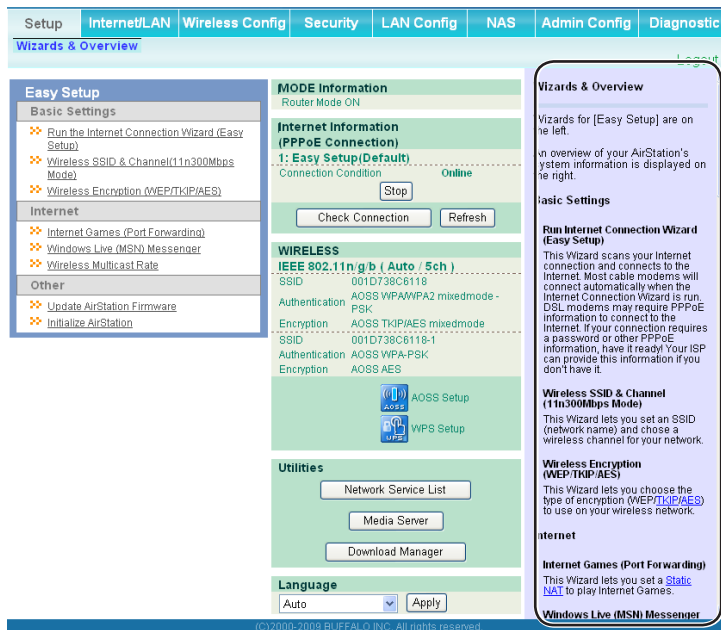 Setup Internet/LAN Wireless Config Security LAN Config NAS Admin Config Diagnostic
Wizards & Overview
Logout
Easy Setup
Basic Settings
Run the Internet Connection Wizard (Easy
Setup)
Wireless SSID & Channel(11n300Mbps
Mode)
Wireless Encryption (WEP/TKIP/AES)
Internet
Internet Games (Port Forwarding)
Windows Live (MSN) Messenger
Wireless Multicast Rate
Other
Update AirStation Firmware
Initialize AirStation
MODE Information
Router Mode ON
Internet Information
(PPPoE Connection)
1: Easy Setup(Default)
Connection Condition Online
Stop
Check Connection Refresh
WIRELESS
IEEE 802.11n/g/b ( Auto / 5ch )
SSID 001D738C6118
Authentication AOSS WPA/WPA2 mixedmode -
PSK
Encryption AOSS TKIP/AES mixedmode
SSID 001D738C6118-1
Authentication AOSS WPA-PSK
Encryption AOSS AES
AOSS AOSS Setup
WPS Setup
Utilities
Network Service List
Media Server
Download Manager
Language
Auto Apply
(C)2000-2009 BUFFALO INC. All rights reserved.
Wizards & Overview
Wizards for [Easy Setup] are on
he left.
An overview of your AirStation's
system information is displayed on
he right.
Basic Settings
Run Internet Connection Wizard
(Easy Setup)
This Wizard scans your Internet
connection and connects to the
Internet. Most cable modems will
connect automatically when the
Internet Connection Wizard is run.
DSL modems may require PPPoE
information to connect to the
Internet. If your connection requires
a password or other PPPoE
information, have it ready! Your ISP
can provide this information if you
don't have it.
Wireless SSID & Channel
(11n300Mbps Mode)
This Wizard lets you set an SSID
(network name) and chose a
wireless channel for your network.
Wireless Encryption
(WEP/TKIP/AES)
This Wizard lets you choose the
type of encryption (WEP/TKIP/AES)
to use on your wireless network.
Internet
Internet Games (Port Forwarding)
This Wizard lets you set a Static
NAT to play Internet Games.
Windows Live (MSN) Messenger